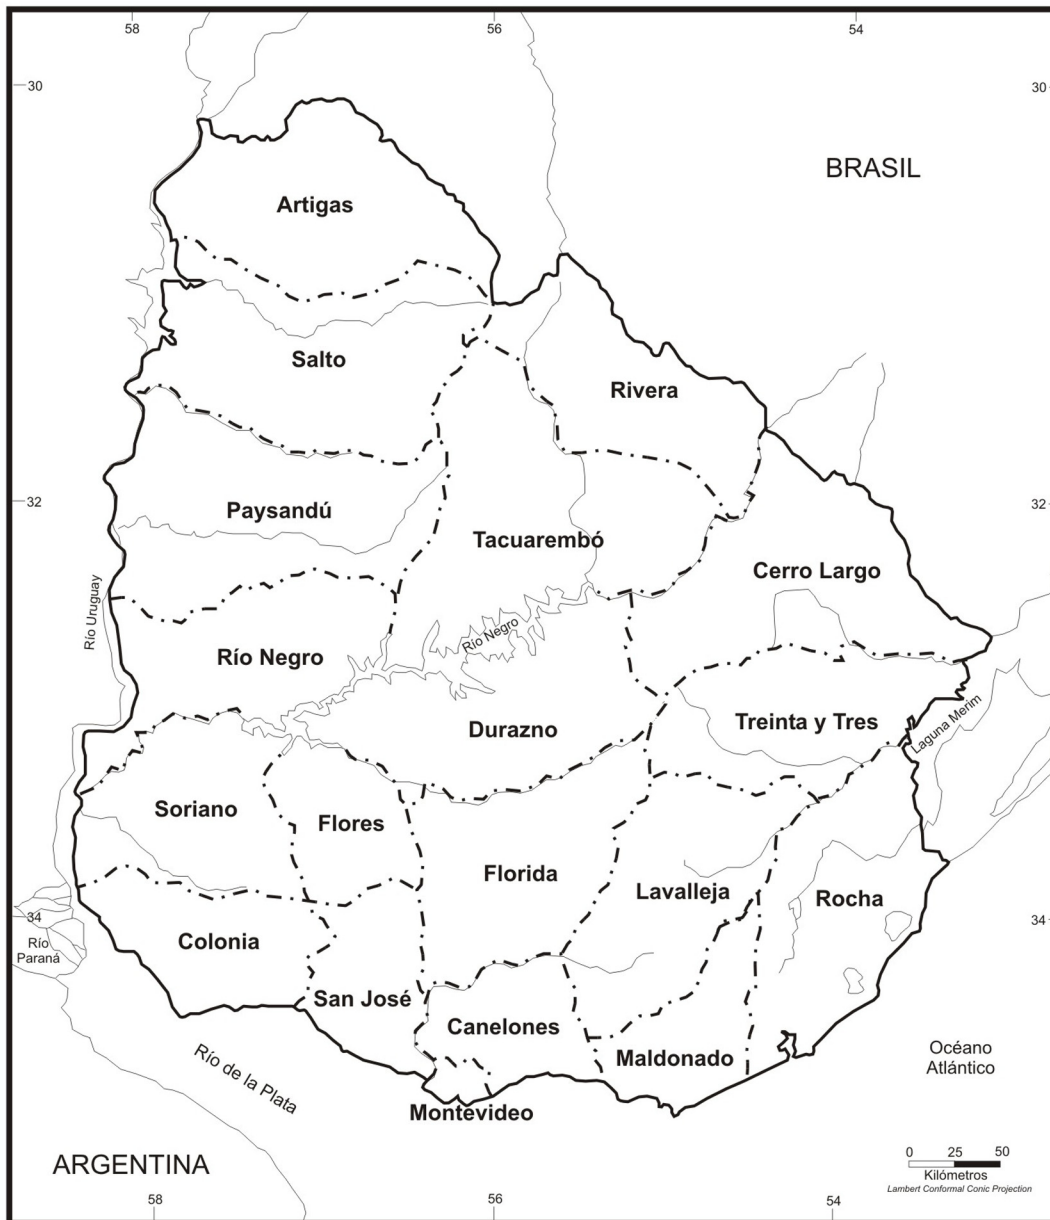 58
56
54
30
30
BRASIL
Artigas
Salto
Rivera
32
32
Paysandú
Tacuarembó
Cerro Largo
Río Uruguay
Río Negro
Río Negro
Durazno
Treinta y Tres
Laguna Merim
Soriano
Flores
Florida
Lavalleja
Rocha
34
34
Río
Paraná
Colonia
San José
Canelones
Maldonado
Río de la Plata
Montevideo
Océano
Atlántico
ARGENTINA
0 25 50
Kilómetros
Lambert Conformal Conic Projection
58
56
54